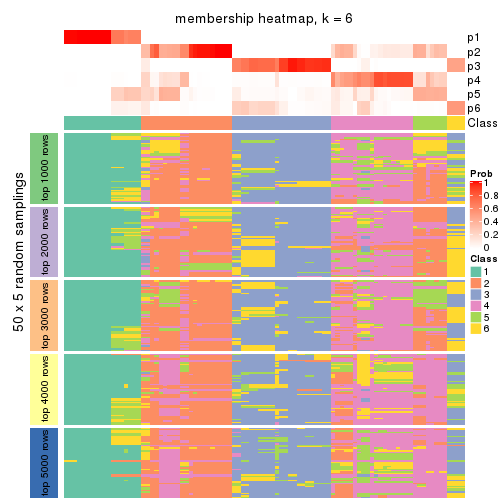 membership heatmap, k = 6
p1
p2
p3
p4
p5
p6
Class
50 x 5 random samplings
top 1000 rows
top 2000 rows
top 3000 rows
top 4000 rows
top 5000 rows
Prob
1
0.8
0.6
0.4
0.2
0
Class
1
2
3
4
5
6